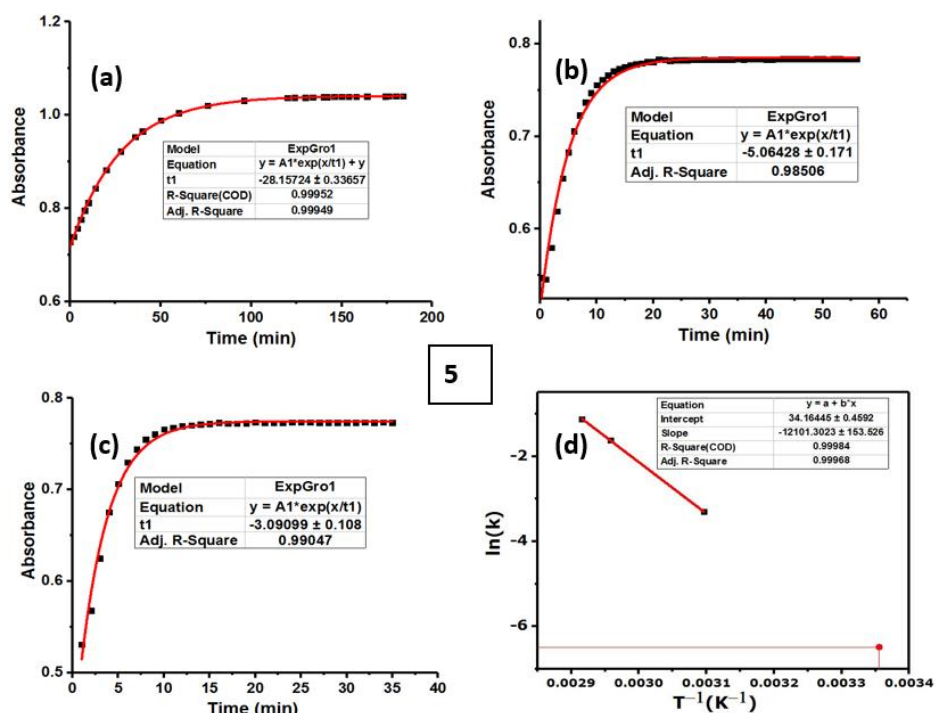 (a)
Absorbance
1.2
1.0
0.8
0.6
Model ExpGro1
Equation y = A1*exp(x/t1) + y
t1 -28.15724 ± 0.33657
R-Square(COD) 0.99952
Adj. R-Square 0.99949
0 50 100 150 200
Time (min)
(b)
Absorbance
0.8
0.7
0.6
Model ExpGro1
Equation y = A1*exp(x/t1)
t1 -5.06428 ± 0.171
Adj. R-Square 0.98506
0 10 20 30 40 50 60
Time (min)
5
(c)
Absorbance
0.8
0.7
0.6
0.5
Model ExpGro1
Equation y = A1*exp(x/t1)
t1 -3.09099 ± 0.108
Adj. R-Square 0.99047
0 5 10 15 20 25 30 35 40
Time (min)
(d)
ln(k)
-2
-4
-6
Equation y = a + b*x
Intercept 34.16445 ± 0.4592
Slope -12101.3023 ± 153.526
R-Square(COD) 0.99984
Adj. R-Square 0.99968
0.0029 0.0030 0.0031 0.0032 0.0033 0.0034
T⁻¹(K⁻¹)